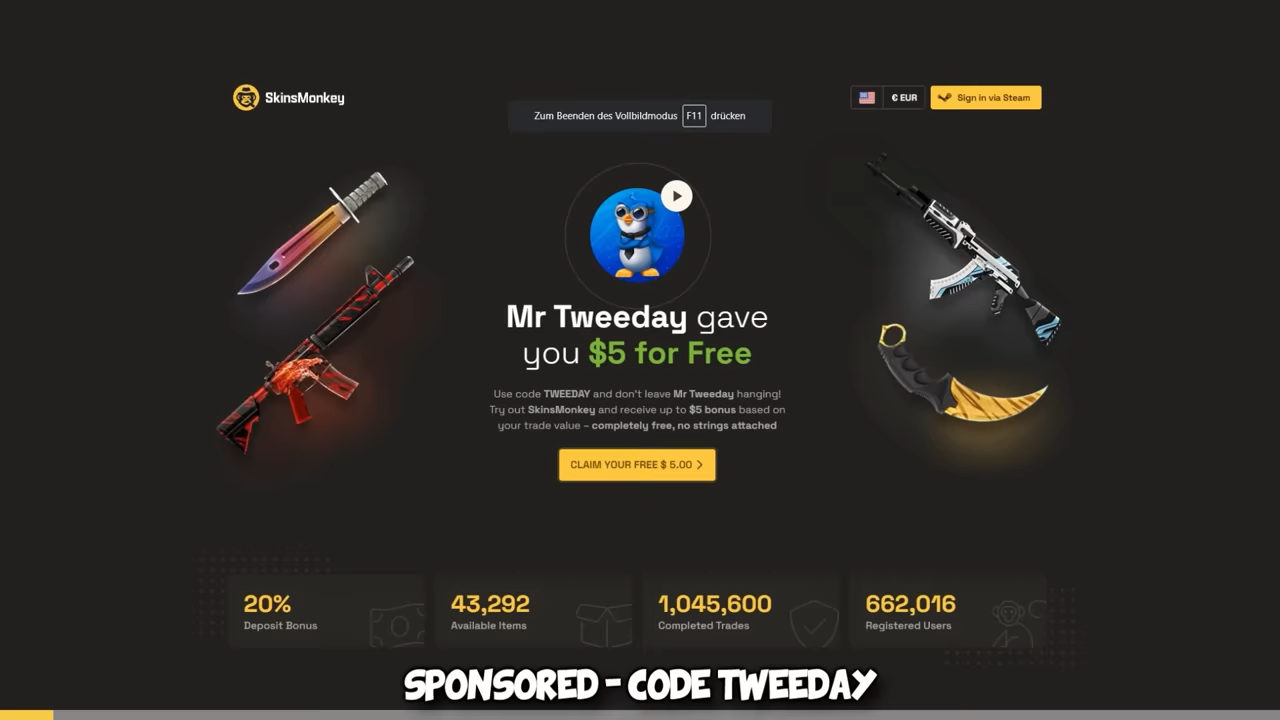 SkinsMonkey
€ EUR
Sign in via Steam
Zum Beenden des Vollbildmodus F11 drücken
Mr Tweeday gave
you $5 for Free
Use code TWEEDAY and don't leave Mr Tweeday hanging!
Try out SkinsMonkey and receive up to $5 bonus based on
your trade value – completely free, no strings attached
CLAIM YOUR FREE $ 5.00
20%
Deposit Bonus
43,292
Available Items
1,045,600
Completed Trades
662,016
Registered Users
SPONSORED - CODE TWEEDAY